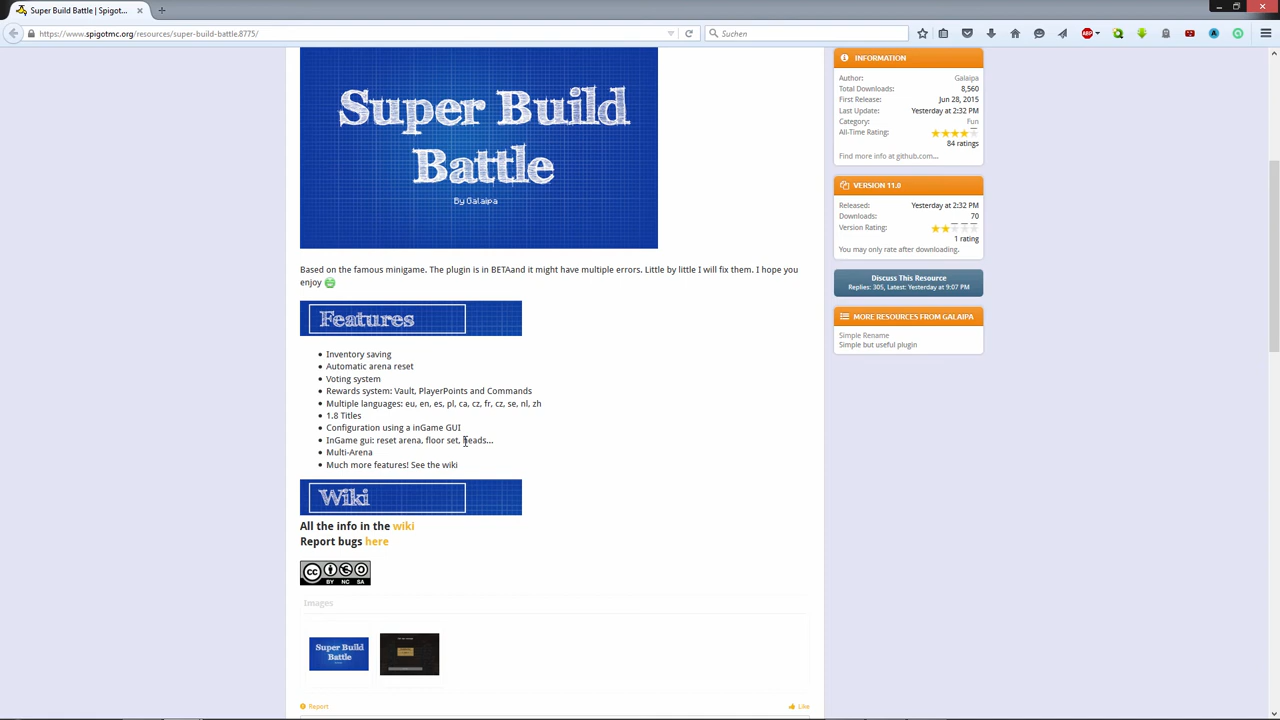 Super Build Battle | Spigot...
https://www.spigotmc.org/resources/super-build-battle.8775/
Suchen
ABP
Super Build
Battle
By Galaipa
Based on the famous minigame. The plugin is in BETAand it might have multiple errors. Little by little I will fix them. I hope you
enjoy
Features
Inventory saving
Automatic arena reset
Voting system
Rewards system: Vault, PlayerPoints and Commands
Multiple languages: eu, en, es, pl, ca, cz, fr, cz, se, nl, zh
1.8 Titles
Configuration using a inGame GUI
InGame gui: reset arena, floor set, heads...
Multi-Arena
Much more features! See the wiki
Wiki
All the info in the wiki
Report bugs here
CC BY NC SA
Images
Super Build
Battle
Report
Like
INFORMATION
Author: Galaipa
Total Downloads: 8,560
First Release: Jun 28, 2015
Last Update: Yesterday at 2:32 PM
Category: Fun
All-Time Rating:
84 ratings
Find more info at github.com...
VERSION 11.0
Released: Yesterday at 2:32 PM
Downloads: 70
Version Rating:
1 rating
You may only rate after downloading.
Discuss This Resource
Replies: 305, Latest: Yesterday at 9:07 PM
MORE RESOURCES FROM GALAIPA
Simple Rename
Simple but useful plugin